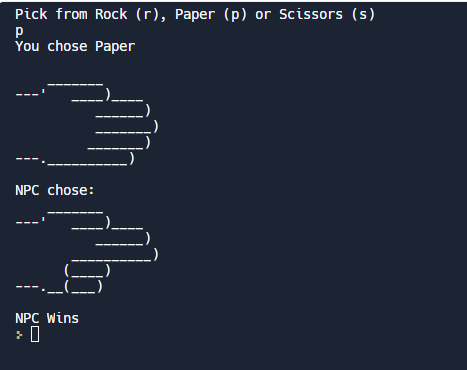 Pick from Rock (r), Paper (p) or Scissors (s)
p
You chose Paper
    _______
---'   ____)____
          ______)
          _______)
         _______)
---.__________)
NPC chose:
    _______
---'   ____)____
          ______)
       __________)
      (____)
---.__(___)
NPC Wins
>